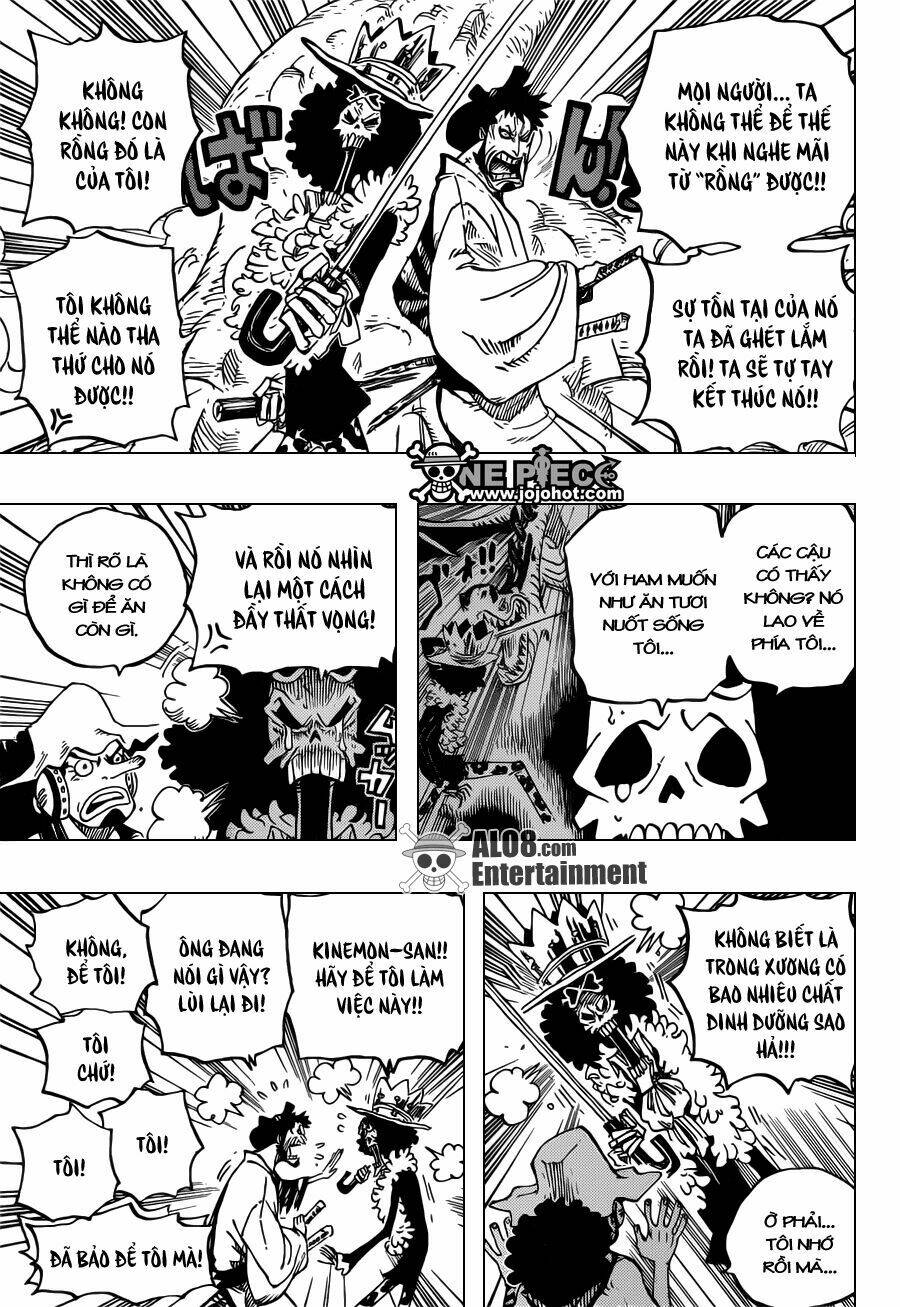 MỌI NGƯỜI... TA
KHÔNG THỂ ĐỂ THẾ
NÀY KHI NGHE MÃI
TỪ "RỒNG" ĐƯỢC!!
SỰ TỒN TẠI CỦA NÓ
TA ĐÃ GHÉT LẮM
RỒI! TA SẼ TỰ TAY
KẾT THÚC NÓ!!
ばん!!
KHÔNG
KHÔNG! CON
RỒNG ĐÓ LÀ
CỦA TÔI!
TÔI KHÔNG
THỂ NÀO THA
THỨ CHO NÓ
ĐƯỢC!!
ONE PIECE
www.jojohot.com
CÁC CẬU
CÓ THẤY
KHÔNG? NÓ
LAO VỀ
PHÍA TÔI...
VỚI HAM MUỐN
NHƯ ĂN TƯƠI
NUỐT SỐNG
TÔI...
VÀ RỒI NÓ NHÌN
LẠI MỘT CÁCH
ĐẦY THẤT VỌNG!
THÌ RÕ LÀ
KHÔNG CÓ
GÌ ĐỂ ĂN
CÒN GÌ.
ムッカー
AL08.com
Entertainment
KHÔNG BIẾT LÀ
TRONG XƯƠNG CÓ
BAO NHIÊU CHẤT
DINH DƯỠNG SAO
HẢ!!!
Ờ PHẢI...
TÔI NHỚ
RỒI MÀ...
KINEMON-SAN!!
HÃY ĐỂ TÔI LÀM
VIỆC NÀY!!
ÔNG ĐANG
NÓI GÌ VẬY?
LÙI LẠI ĐI!
KHÔNG,
ĐỂ TÔI!
TÔI
CHỨ!
TÔI!
TÔI!
ĐÃ BẢO ĐỂ TÔI MÀ!